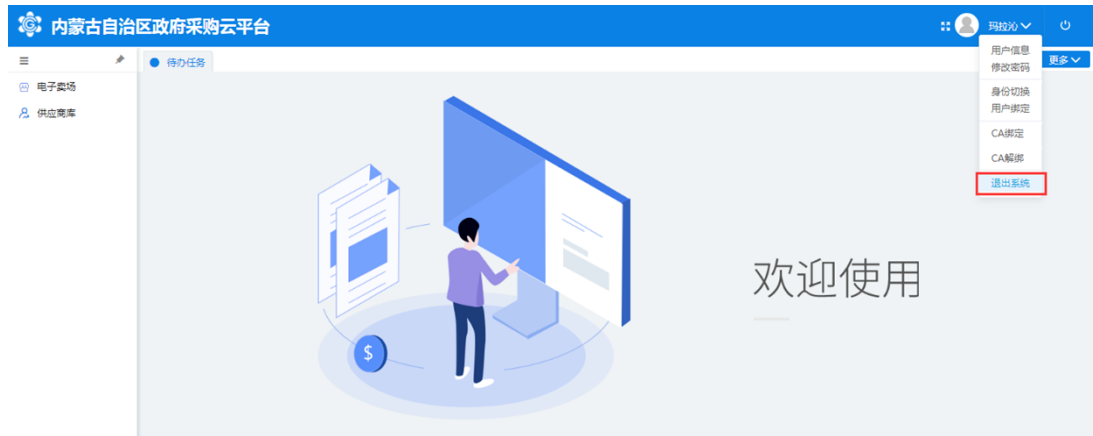 内蒙古自治区政府采购云平台
玛拉沁
待办任务
更多
电子卖场
供应商库
用户信息
修改密码
身份切换
用户绑定
CA绑定
CA解绑
退出系统
欢迎使用
$